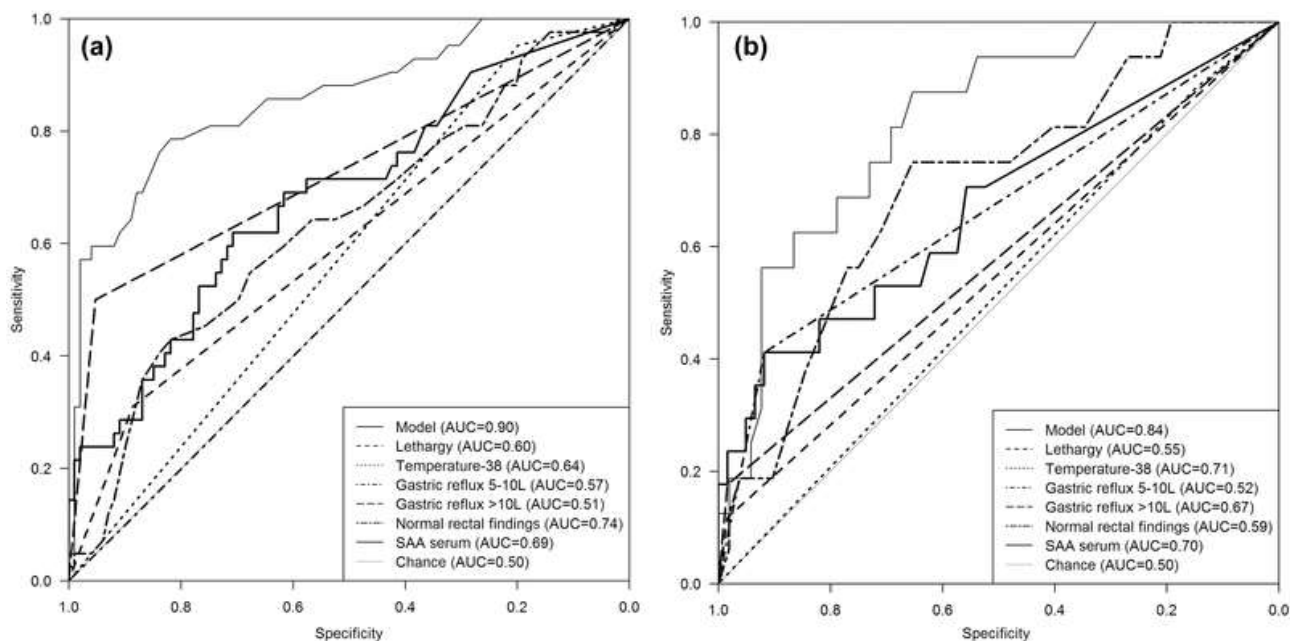 (a)
1.0
0.8
0.6
0.4
0.2
0.0
Sensitivity
1.0
0.8
0.6
0.4
0.2
0.0
Specificity
Model (AUC=0.90)
Lethargy (AUC=0.60)
Temperature-38 (AUC=0.64)
Gastric reflux 5-10L (AUC=0.57)
Gastric reflux >10L (AUC=0.51)
Normal rectal findings (AUC=0.74)
SAA serum (AUC=0.69)
Chance (AUC=0.50)
(b)
1.0
0.8
0.6
0.4
0.2
0.0
Sensitivity
1.0
0.8
0.6
0.4
0.2
0.0
Specificity
Model (AUC=0.84)
Lethargy (AUC=0.55)
Temperature-38 (AUC=0.71)
Gastric reflux 5-10L (AUC=0.52)
Gastric reflux >10L (AUC=0.67)
Normal rectal findings (AUC=0.59)
SAA serum (AUC=0.70)
Chance (AUC=0.50)